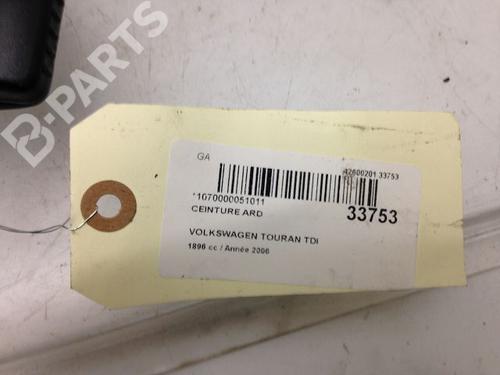 B-PARTS
GA
42600201 33753
*1070000051011
CEINTURE ARD
33753
VOLKSWAGEN TOURAN TDI
1896 cc / Année 2006